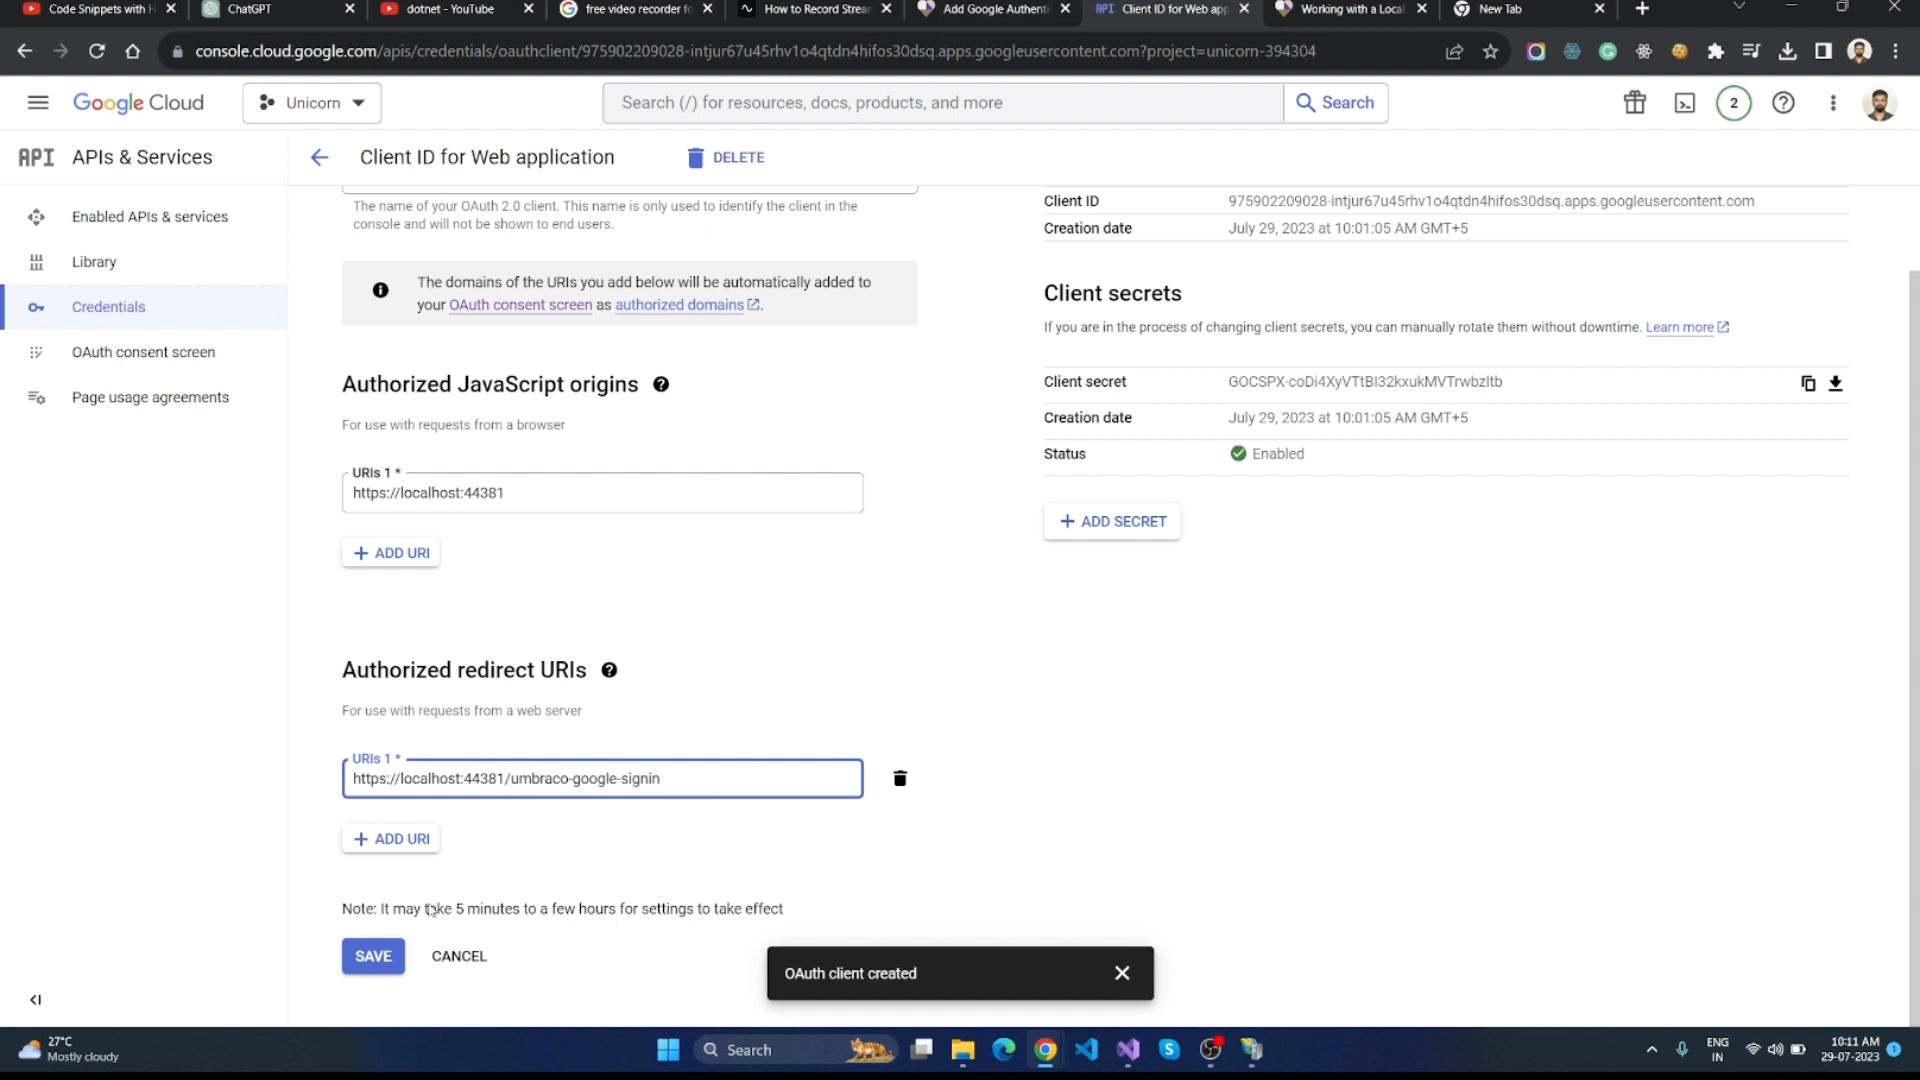 Code Snippets with H
ChatGPT
dotnet - YouTube
free video recorder fo
How to Record Strea
Add Google Authenti
API Client ID for Web app
Working with a Local
New Tab
console.cloud.google.com/apis/credentials/oauthclient/975902209028-intjur67u45rhv1o4qtdn4hifos30dsq.apps.googleusercontent.com?project=unicorn-394304
Google Cloud
Unicorn
Search (/) for resources, docs, products, and more
Search
2
API APIs & Services
Client ID for Web application
DELETE
Enabled APIs & services
Library
Credentials
OAuth consent screen
Page usage agreements
The name of your OAuth 2.0 client. This name is only used to identify the client in the
console and will not be shown to end users.
The domains of the URIs you add below will be automatically added to
your OAuth consent screen as authorized domains.
Authorized JavaScript origins
For use with requests from a browser
URIs 1 *
https://localhost:44381
+ ADD URI
Authorized redirect URIs
For use with requests from a web server
URIs 1 *
https://localhost:44381/umbraco-google-signin
+ ADD URI
Note: It may take 5 minutes to a few hours for settings to take effect
SAVE
CANCEL
Client ID 975902209028-intjur67u45rhv1o4qtdn4hifos30dsq.apps.googleusercontent.com
Creation date July 29, 2023 at 10:01:05 AM GMT+5
Client secrets
If you are in the process of changing client secrets, you can manually rotate them without downtime. Learn more
Client secret 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
Creation date July 29, 2023 at 10:01:05 AM GMT+5
Status Enabled
+ ADD SECRET
OAuth client created
27°C
Mostly cloudy
Search
ENG
IN
10:11 AM
29-07-2023
1